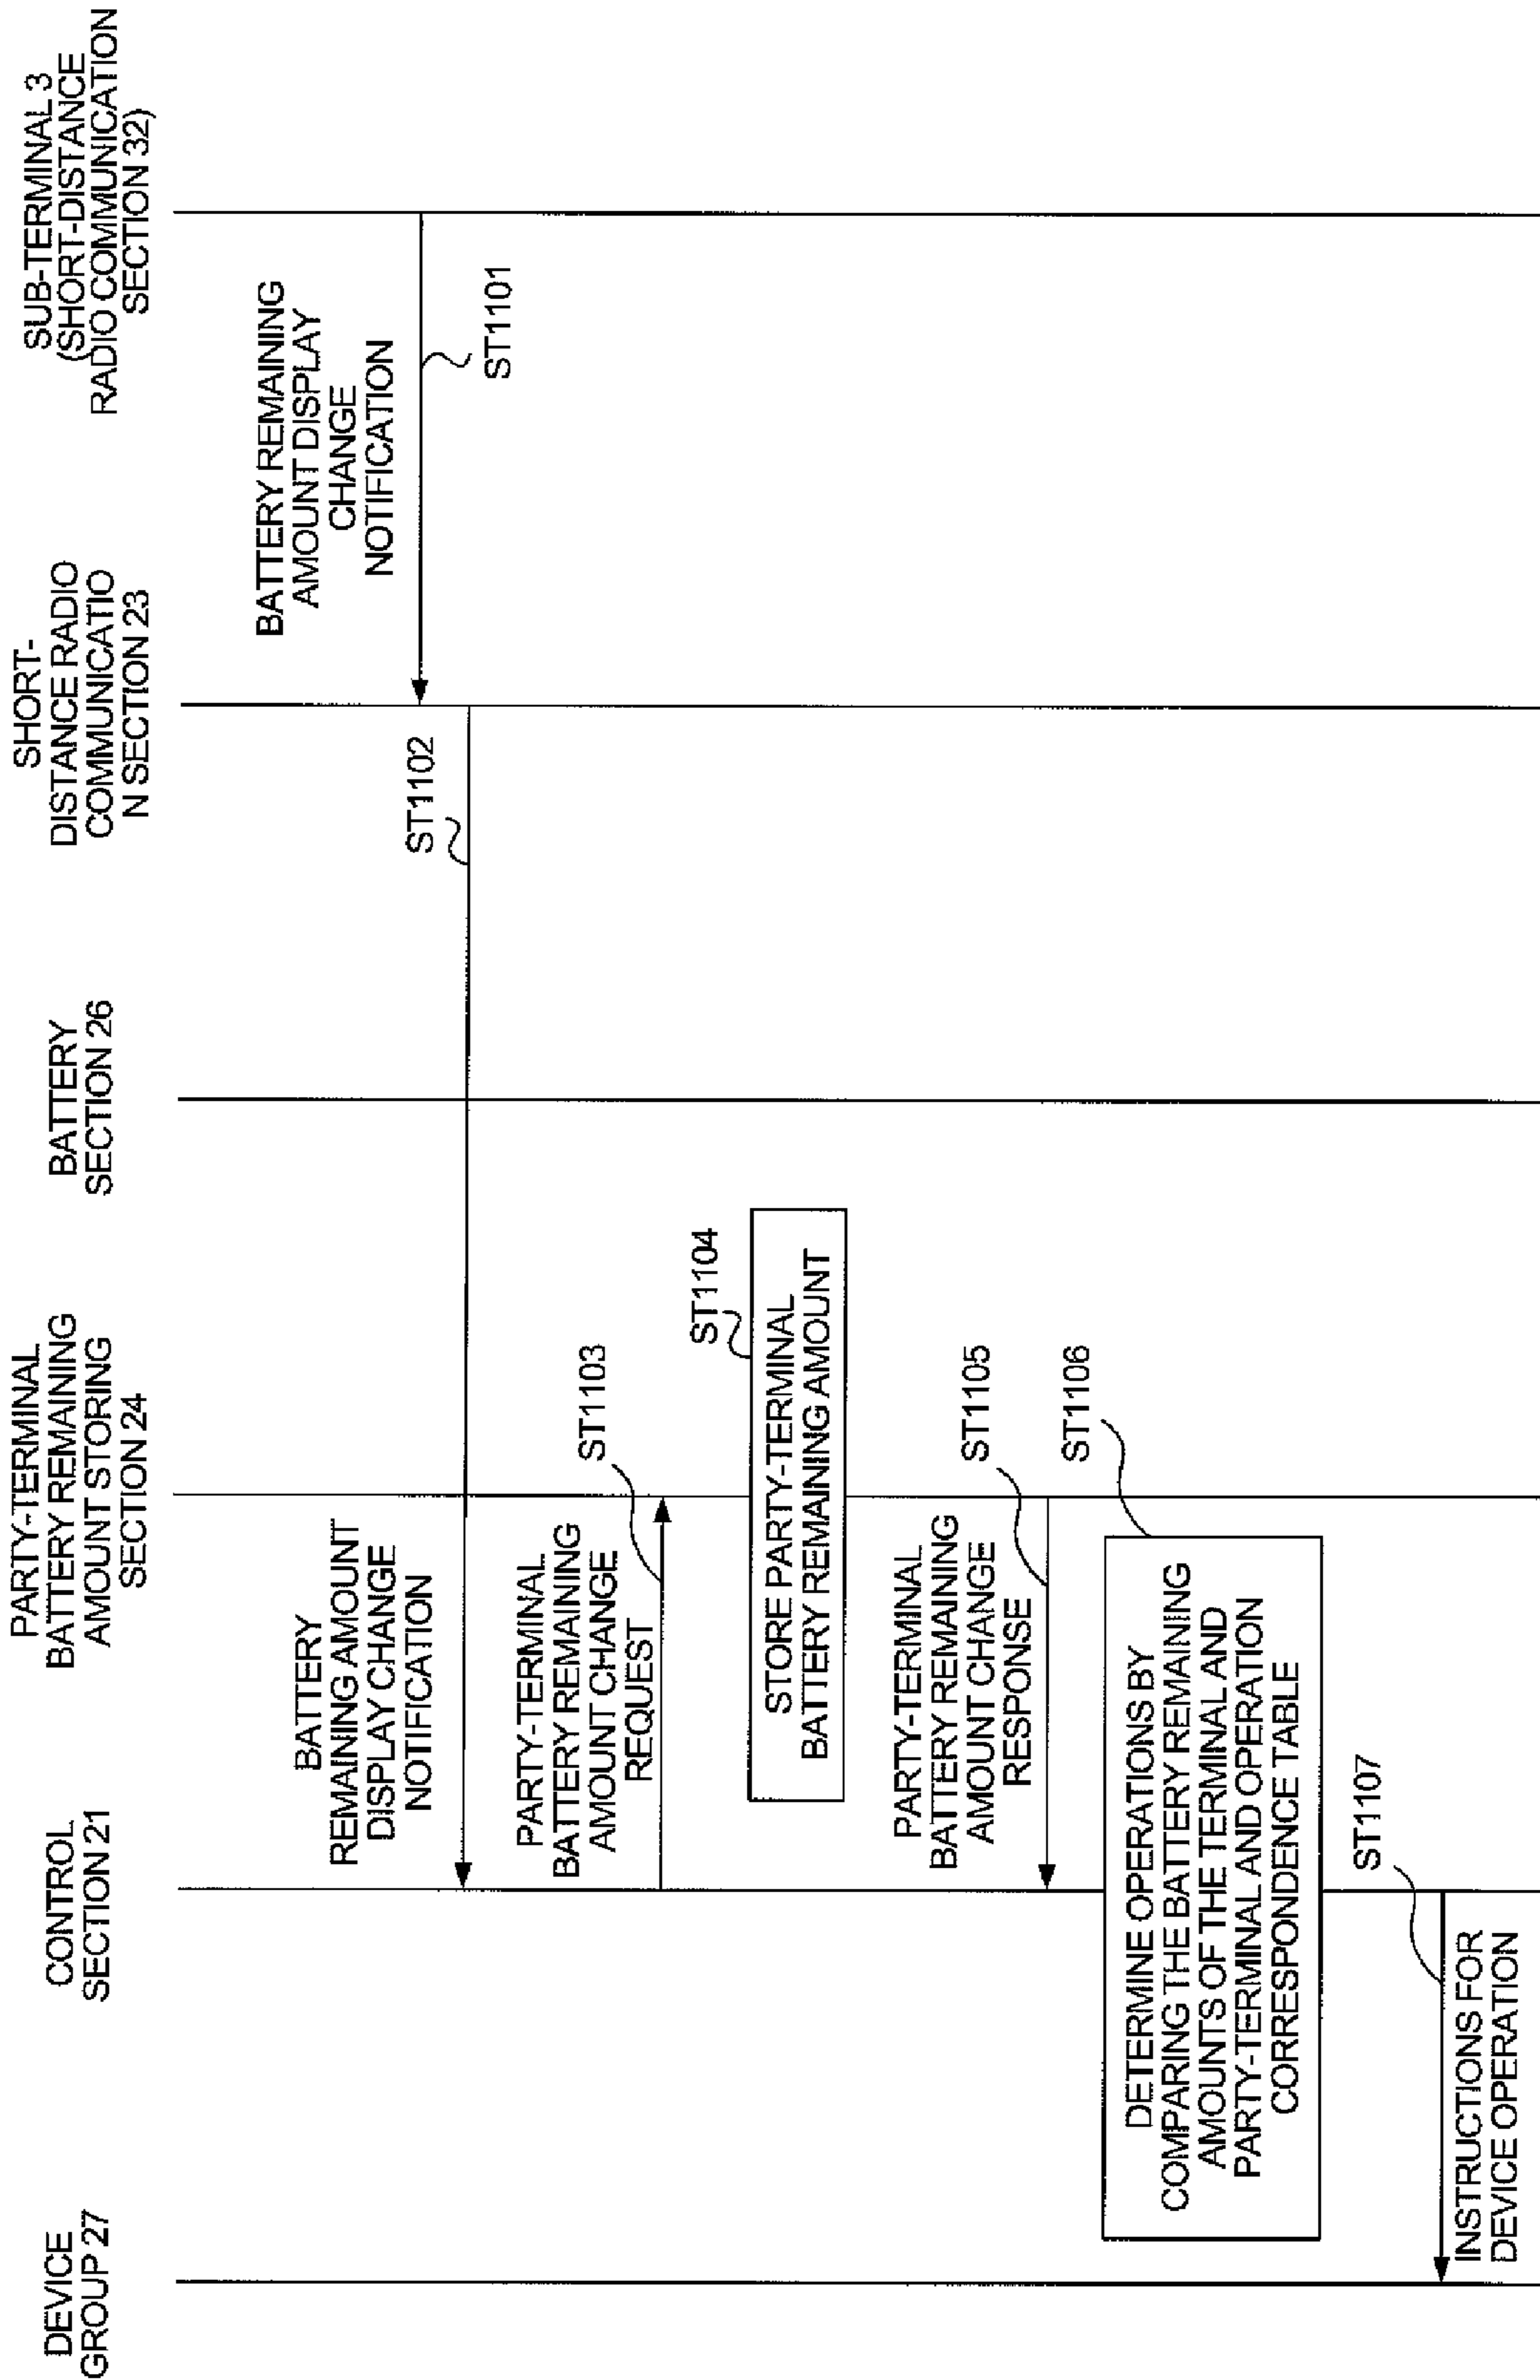 DEVICE
GROUP 27
CONTROL
SECTION 21
PARTY-TERMINAL
BATTERY REMAINING
AMOUNT STORING
SECTION 24
BATTERY
SECTION 26
SHORT-
DISTANCE RADIO
COMMUNICATIO
N SECTION 23
SUB-TERMINAL 3
(SHORT-DISTANCE
RADIO COMMUNICATION
SECTION 32)
BATTERY REMAINING
AMOUNT DISPLAY
CHANGE
NOTIFICATION
ST1101
BATTERY
REMAINING AMOUNT
DISPLAY CHANGE
NOTIFICATION
ST1102
PARTY-TERMINAL
BATTERY REMAINING
AMOUNT CHANGE
REQUEST
ST1103
ST1104
STORE PARTY-TERMINAL
BATTERY REMAINING AMOUNT
PARTY-TERMINAL
BATTERY REMAINING
AMOUNT CHANGE
RESPONSE
ST1105
ST1106
DETERMINE OPERATIONS BY
COMPARING THE BATTERY REMAINING
AMOUNTS OF THE TERMINAL AND
PARTY-TERMINAL AND OPERATION
CORRESPONDENCE TABLE
ST1107
INSTRUCTIONS FOR
DEVICE OPERATION